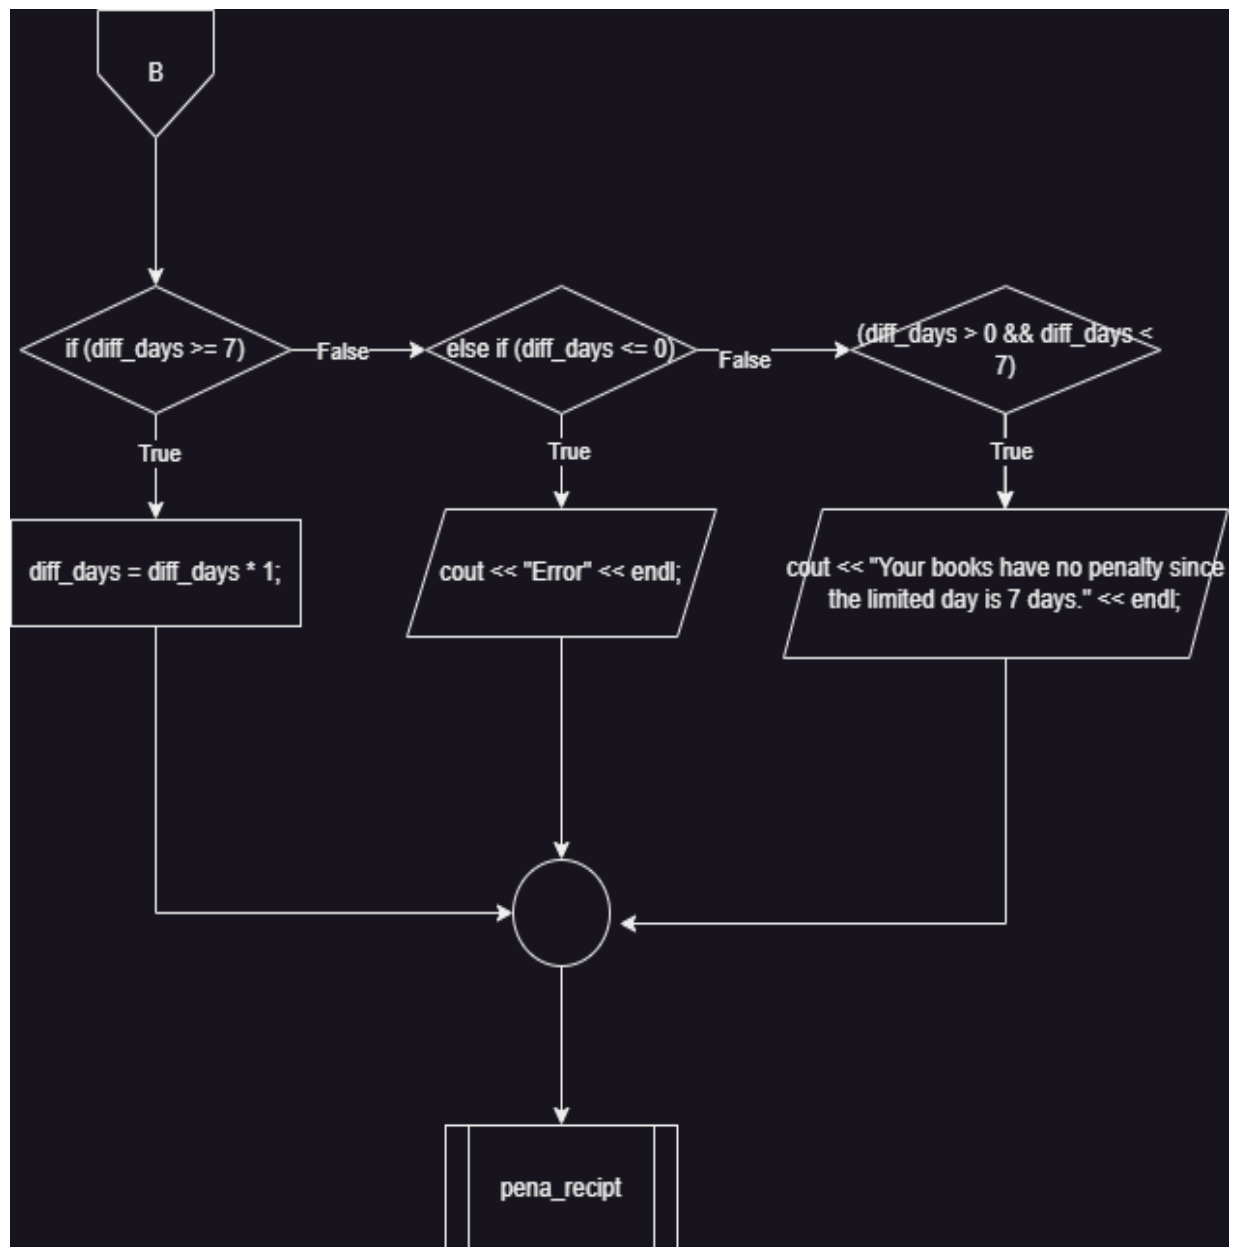 B
if (diff_days >= 7)
False
else if (diff_days <= 0)
False
(diff_days > 0 && diff_days <
7)
True
True
True
diff_days = diff_days * 1;
cout << "Error" << endl;
cout << "Your books have no penalty since
the limited day is 7 days." << endl;
pena_recipt